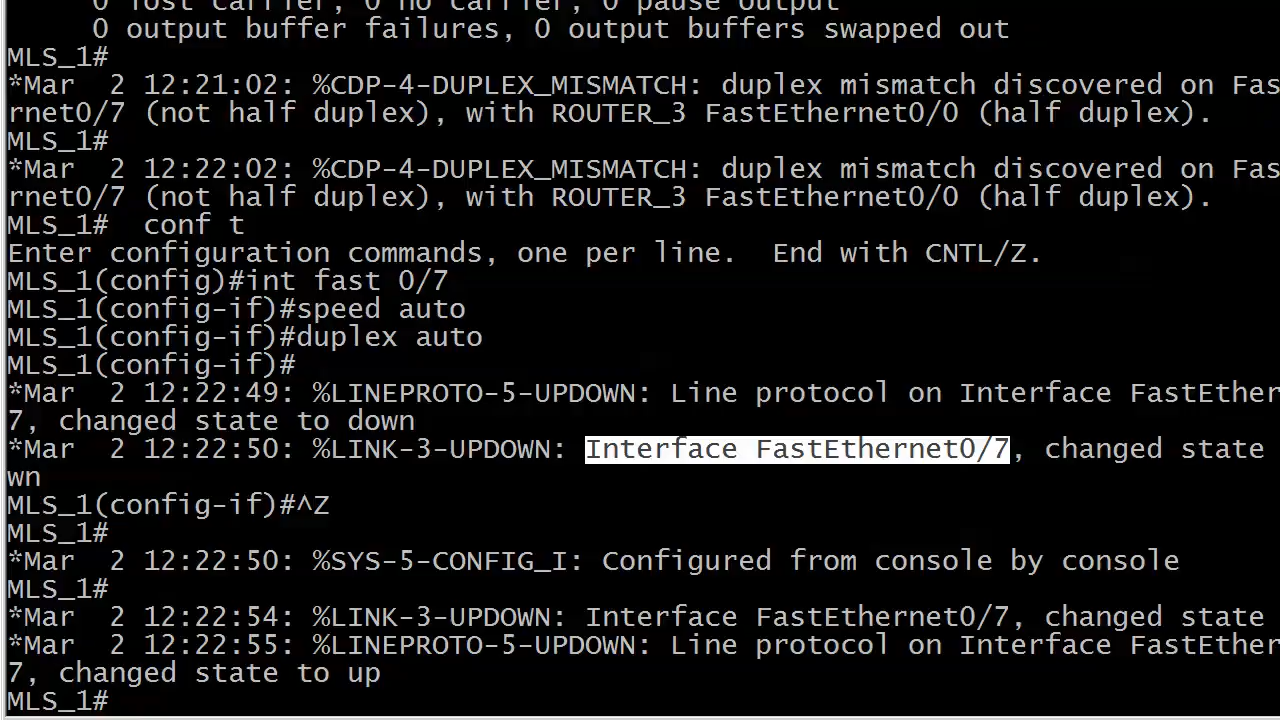 0 lost carrier, 0 no carrier, 0 pause output
0 output buffer failures, 0 output buffers swapped out
MLS_1#
*Mar  2 12:21:02: %CDP-4-DUPLEX_MISMATCH: duplex mismatch discovered on Fas
rnet0/7 (not half duplex), with ROUTER_3 FastEthernet0/0 (half duplex).
MLS_1#
*Mar  2 12:22:02: %CDP-4-DUPLEX_MISMATCH: duplex mismatch discovered on Fas
rnet0/7 (not half duplex), with ROUTER_3 FastEthernet0/0 (half duplex).
MLS_1#  conf t
Enter configuration commands, one per line.  End with CNTL/Z.
MLS_1(config)#int fast 0/7
MLS_1(config-if)#speed auto
MLS_1(config-if)#duplex auto
MLS_1(config-if)#
*Mar  2 12:22:49: %LINEPROTO-5-UPDOWN: Line protocol on Interface FastEther
7, changed state to down
*Mar  2 12:22:50: %LINK-3-UPDOWN: Interface FastEthernet0/7, changed state
wn
MLS_1(config-if)#^Z
MLS_1#
*Mar  2 12:22:50: %SYS-5-CONFIG_I: Configured from console by console
MLS_1#
*Mar  2 12:22:54: %LINK-3-UPDOWN: Interface FastEthernet0/7, changed state
*Mar  2 12:22:55: %LINEPROTO-5-UPDOWN: Line protocol on Interface FastEther
7, changed state to up
MLS_1#